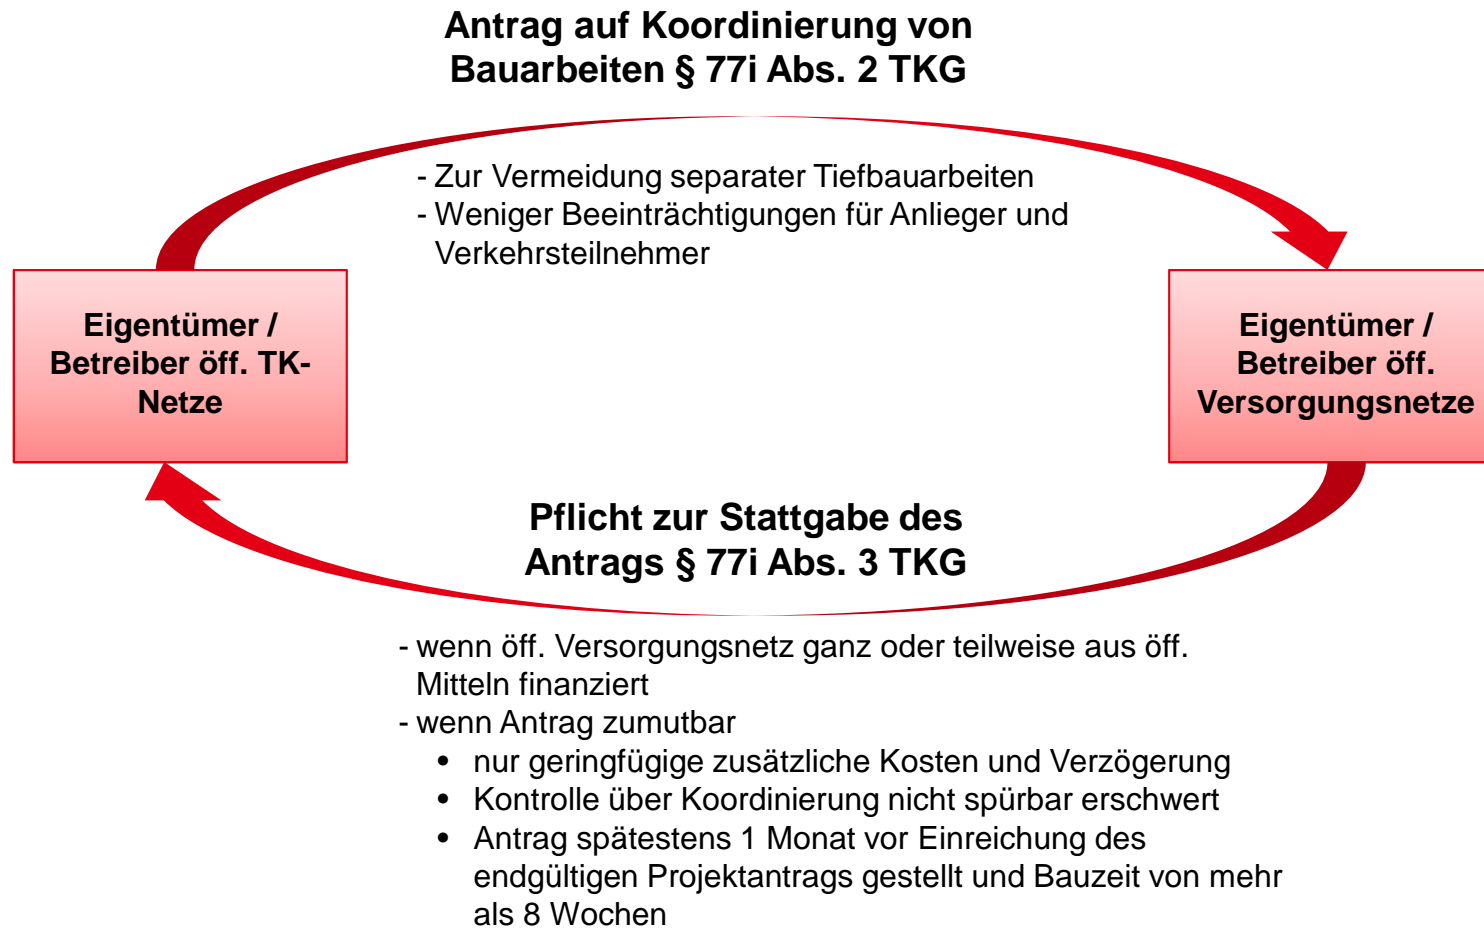 Antrag auf Koordinierung von
Bauarbeiten § 77i Abs. 2 TKG
- Zur Vermeidung separater Tiefbauarbeiten
- Weniger Beeinträchtigungen für Anlieger und
Verkehrsteilnehmer
Eigentümer /
Betreiber öff. TK-
Netze
Eigentümer /
Betreiber öff.
Versorgungsnetze
Pflicht zur Stattgabe des
Antrags § 77i Abs. 3 TKG
- wenn öff. Versorgungsnetz ganz oder teilweise aus öff.
Mitteln finanziert
- wenn Antrag zumutbar
• nur geringfügige zusätzliche Kosten und Verzögerung
• Kontrolle über Koordinierung nicht spürbar erschwert
• Antrag spätestens 1 Monat vor Einreichung des
endgültigen Projektantrags gestellt und Bauzeit von mehr
als 8 Wochen